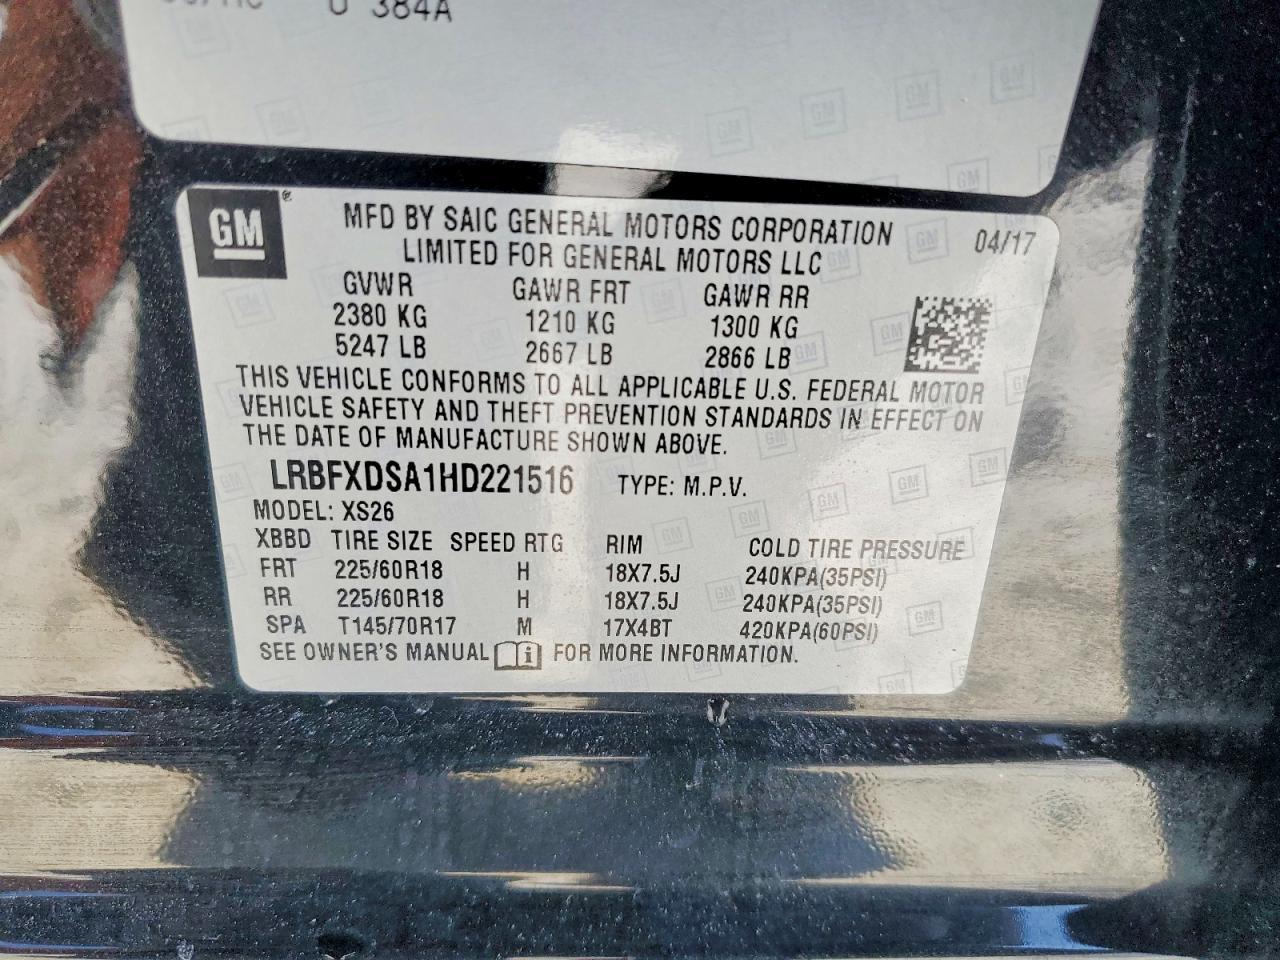 U 384A
GM ®
MFD BY SAIC GENERAL MOTORS CORPORATION
LIMITED FOR GENERAL MOTORS LLC
04/17
GVWR GAWR FRT GAWR RR
2380 KG 1210 KG 1300 KG
5247 LB 2667 LB 2866 LB
THIS VEHICLE CONFORMS TO ALL APPLICABLE U.S. FEDERAL MOTOR
VEHICLE SAFETY AND THEFT PREVENTION STANDARDS IN EFFECT ON
THE DATE OF MANUFACTURE SHOWN ABOVE.
LRBFXDSA1HD221516 TYPE: M.P.V.
MODEL: XS26
XBBD TIRE SIZE SPEED RTG RIM COLD TIRE PRESSURE
FRT 225/60R18 H 18X7.5J 240KPA(35PSI)
RR 225/60R18 H 18X7.5J 240KPA(35PSI)
SPA T145/70R17 M 17X4BT 420KPA(60PSI)
SEE OWNER'S MANUAL i FOR MORE INFORMATION.